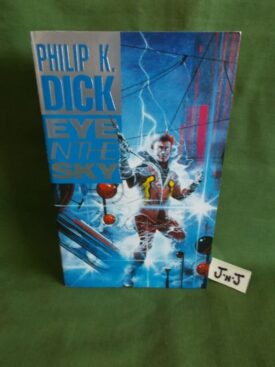 PHILIP K.
DICK
EYE
IN THE
SKY
J-N-J